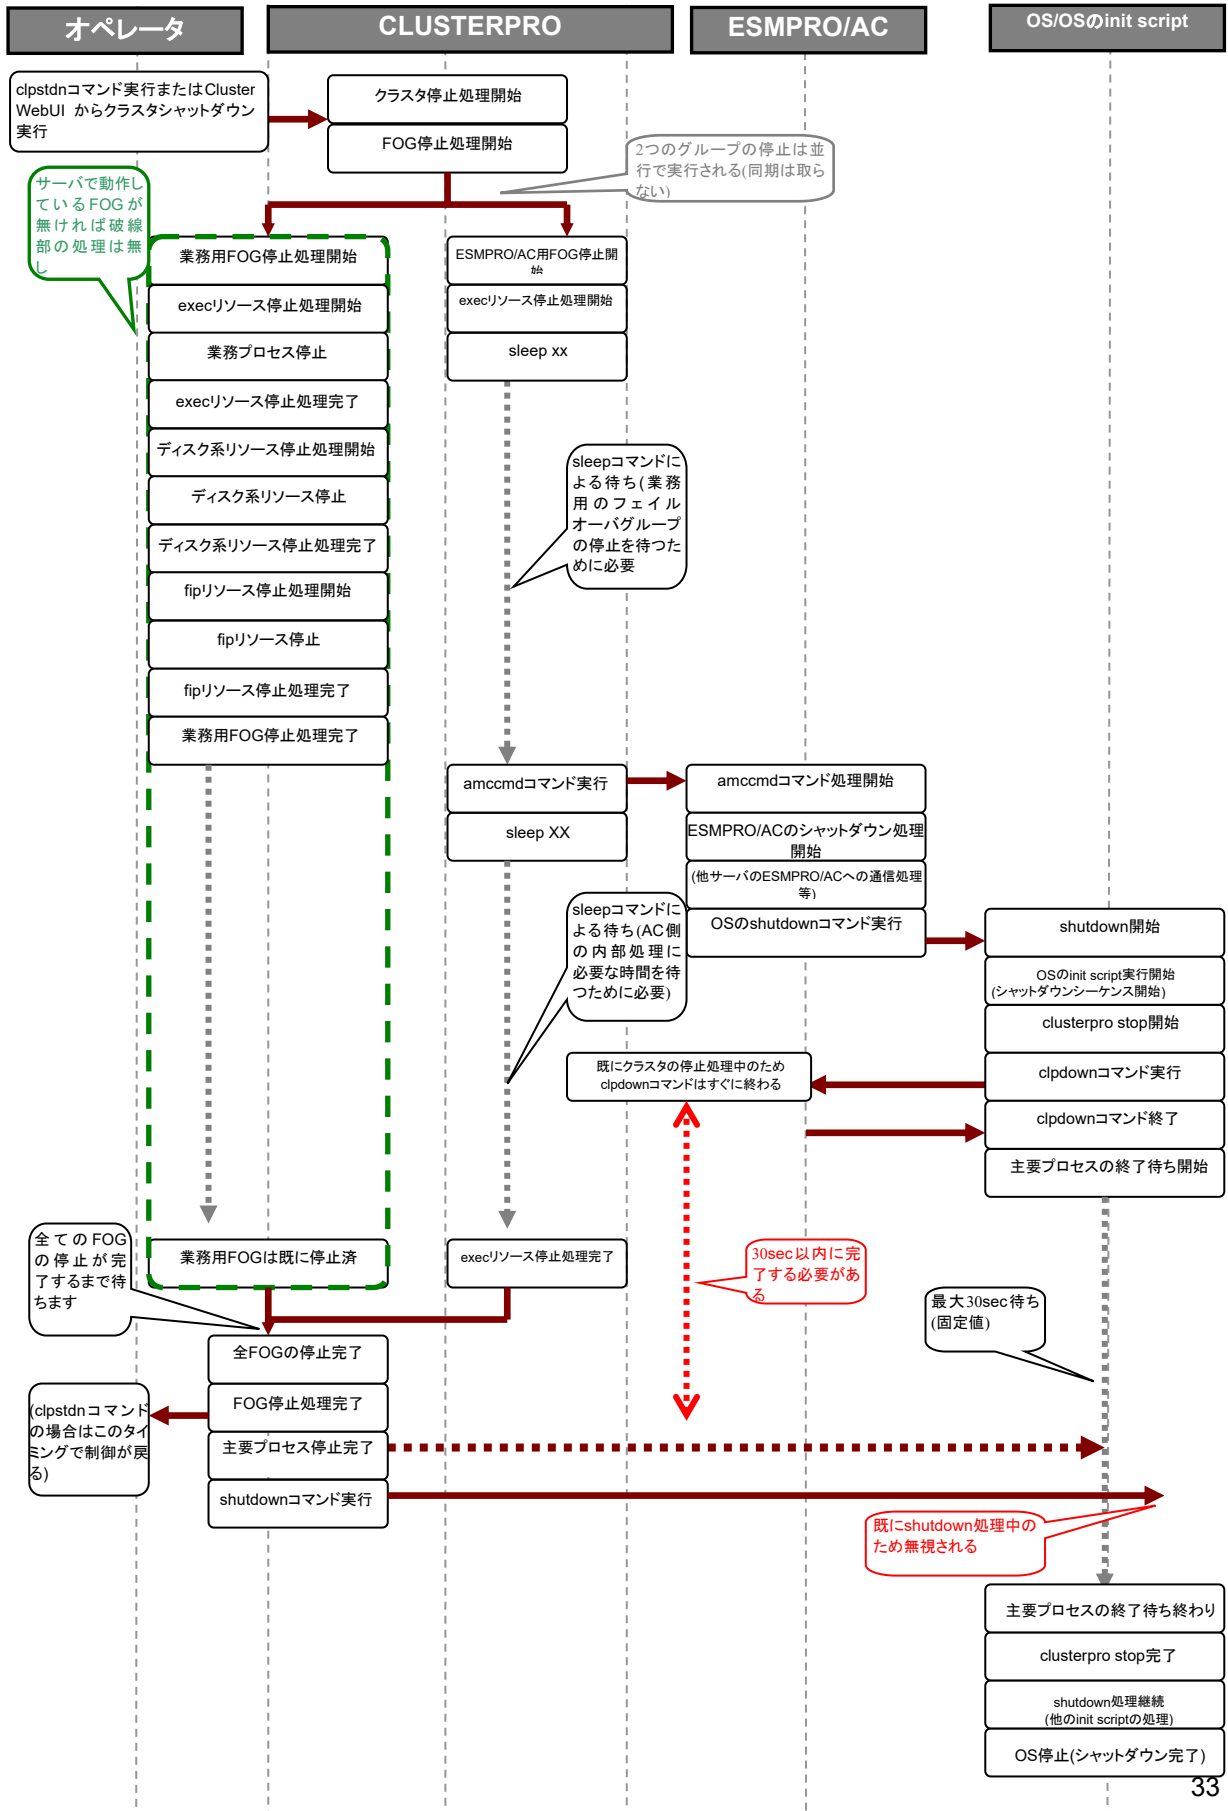 オペレータ
CLUSTERPRO
ESMPRO/AC
OS/OSのinit script
clpstdnコマンド実行またはCluster
WebUI からクラスタシャットダウン
実行
クラスタ停止処理開始
FOG停止処理開始
2つのグループの停止は並
行で実行される(同期は取ら
ない)
サーバで動作し
ているFOGが
無ければ破線
部の処理は無
し
業務用FOG停止処理開始
execリソース停止処理開始
業務プロセス停止
execリソース停止処理完了
ディスク系リソース停止処理開始
ディスク系リソース停止
ディスク系リソース停止処理完了
fipリソース停止処理開始
fipリソース停止
fipリソース停止処理完了
業務用FOG停止処理完了
ESMPRO/AC用FOG停止開
始
execリソース停止処理開始
sleep xx
sleepコマンドに
よる待ち(業務
用のフェイル
オーバグループ
の停止を待つた
めに必要
amccmdコマンド実行
sleep XX
amccmdコマンド処理開始
ESMPRO/ACのシャットダウン処理
開始
(他サーバのESMPRO/ACへの通信処理
等)
OSのshutdownコマンド実行
sleepコマンドに
よる待ち(AC側
の内部処理に
必要な時間を待
つために必要)
shutdown開始
OSのinit script実行開始
(シャットダウンシーケンス開始)
clusterpro stop開始
clpdownコマンド実行
clpdownコマンド終了
主要プロセスの終了待ち開始
既にクラスタの停止処理中のため
clpdownコマンドはすぐに終わる
全てのFOG
の停止が完
了するまで待
ちます
業務用FOGは既に停止済
execリソース停止処理完了
30sec以内に完
了する必要があ
る
最大30sec待ち
(固定値)
全FOGの停止完了
FOG停止処理完了
主要プロセス停止完了
shutdownコマンド実行
(clpstdnコマンド
の場合はこのタイ
ミングで制御が戻
る)
既にshutdown処理中の
ため無視される
主要プロセスの終了待ち終わり
clusterpro stop完了
shutdown処理継続
(他のinit scriptの処理)
OS停止(シャットダウン完了)
33